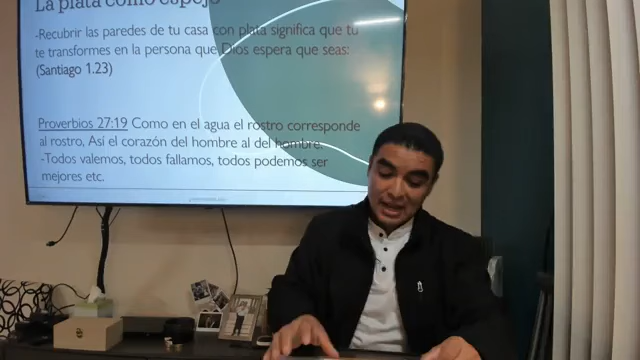 La plata como espejo
-Recubrir las paredes de tu casa con plata significa que tu
te transformes en la persona que Dios espera que seas:
(Santiago 1.23)
Proverbios 27:19 Como en el agua el rostro corresponde
al rostro, Así el corazón del hombre al del hombre.
-Todos valemos, todos fallamos, todos podemos ser
mejores etc.